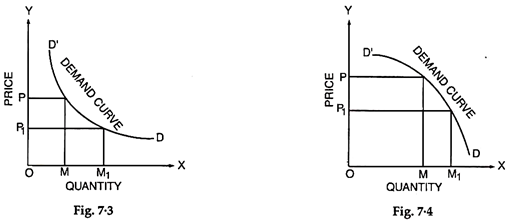 Y
D'
DEMAND CURVE
PRICE
P
P1
D
O
M
M1
X
QUANTITY
Fig. 7·3
Y
D'
DEMAND CURVE
PRICE
P
P1
D
O
M
M1
X
QUANTITY
Fig. 7·4